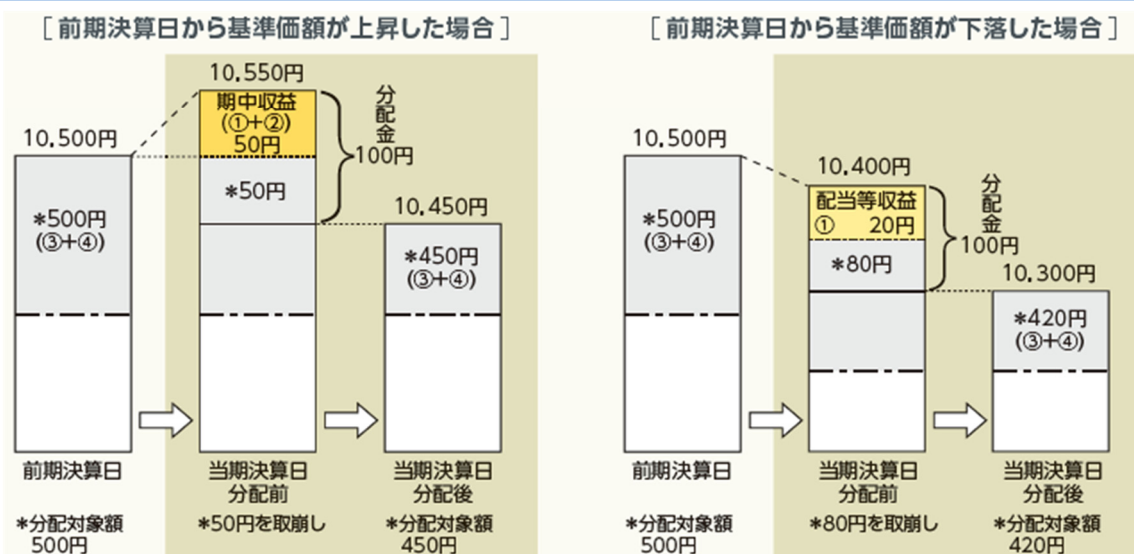 [前期決算日から基準価額が上昇した場合]
10,550円
期中収益
(①+②)
50円
分配金
100円
10,500円
*500円
(③+④)
*50円
10,450円
*450円
(③+④)
前期決算日
当期決算日
分配前
当期決算日
分配後
*分配対象額
500円
*50円を取崩し
*分配対象額
450円
[前期決算日から基準価額が下落した場合]
10,500円
*500円
(③+④)
10,400円
配当等収益
① 20円
*80円
分配金
100円
10,300円
*420円
(③+④)
前期決算日
当期決算日
分配前
当期決算日
分配後
*分配対象額
500円
*80円を取崩し
*分配対象額
420円